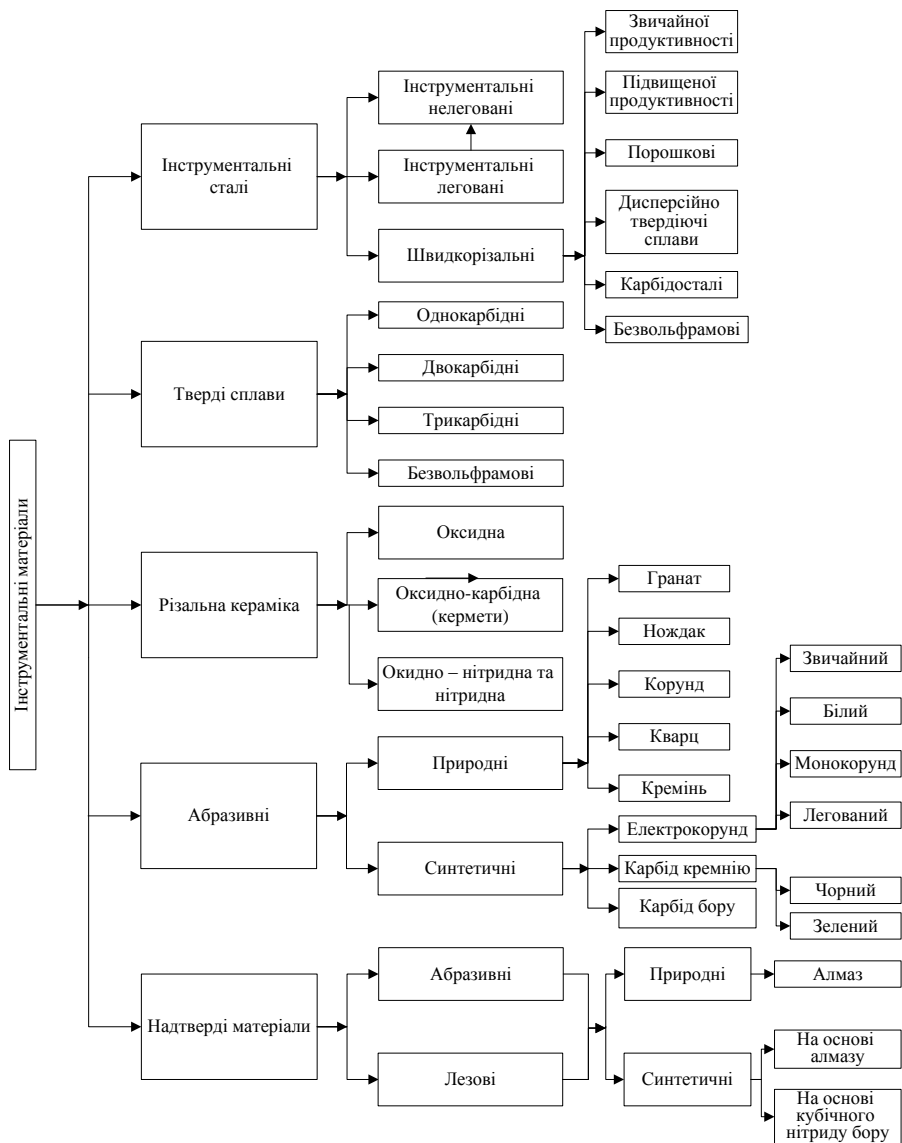 Інструментальні матеріали
Інструментальні
сталі
Інструментальні
нелеговані
Інструментальні
леговані
Швидкорізальні
Звичайної
продуктивності
Підвищеної
продуктивності
Порошкові
Дисперсійно
твердіючі
сплави
Карбідосталі
Безвольфрамові
Тверді сплави
Однокарбідні
Двокарбідні
Трикарбідні
Безвольфрамові
Різальна кераміка
Оксидна
Оксидно-карбідна
(кермети)
Окидно – нітридна та
нітридна
Абразивні
Природні
Гранат
Нождак
Корунд
Кварц
Кремінь
Синтетичні
Електрокорунд
Звичайний
Білий
Монокорунд
Легований
Карбід кремнію
Чорний
Зелений
Карбід бору
Надтверді матеріали
Абразивні
Лезові
Природні
Алмаз
Синтетичні
На основі
алмазу
На основі
кубічного
нітриду бору